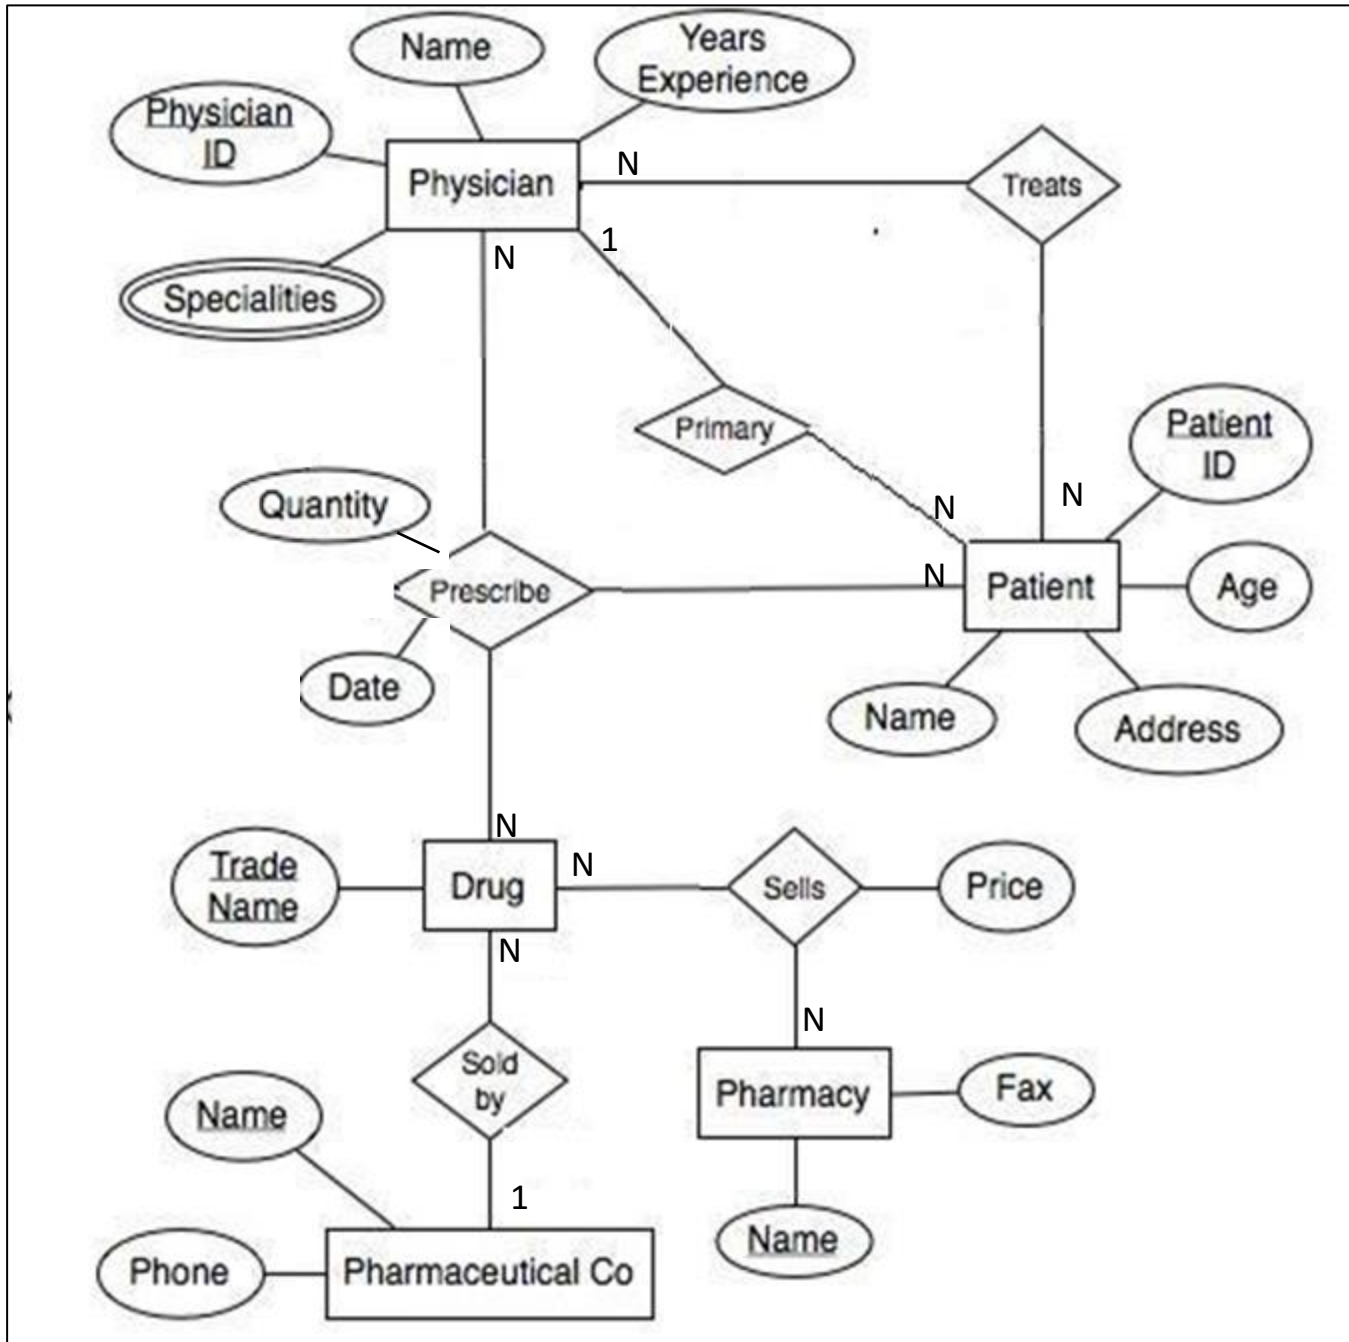 Name
Years
Experience
Physician
ID
Physician
N
Treats
Specialities
N
1
Primary
Patient
ID
Quantity
N
N
Prescribe
N
Patient
Age
Date
Name
Address
N
Trade
Name
Drug
N
Sells
Price
N
Sold
by
N
Pharmacy
Fax
Name
1
Name
Phone
Pharmaceutical Co